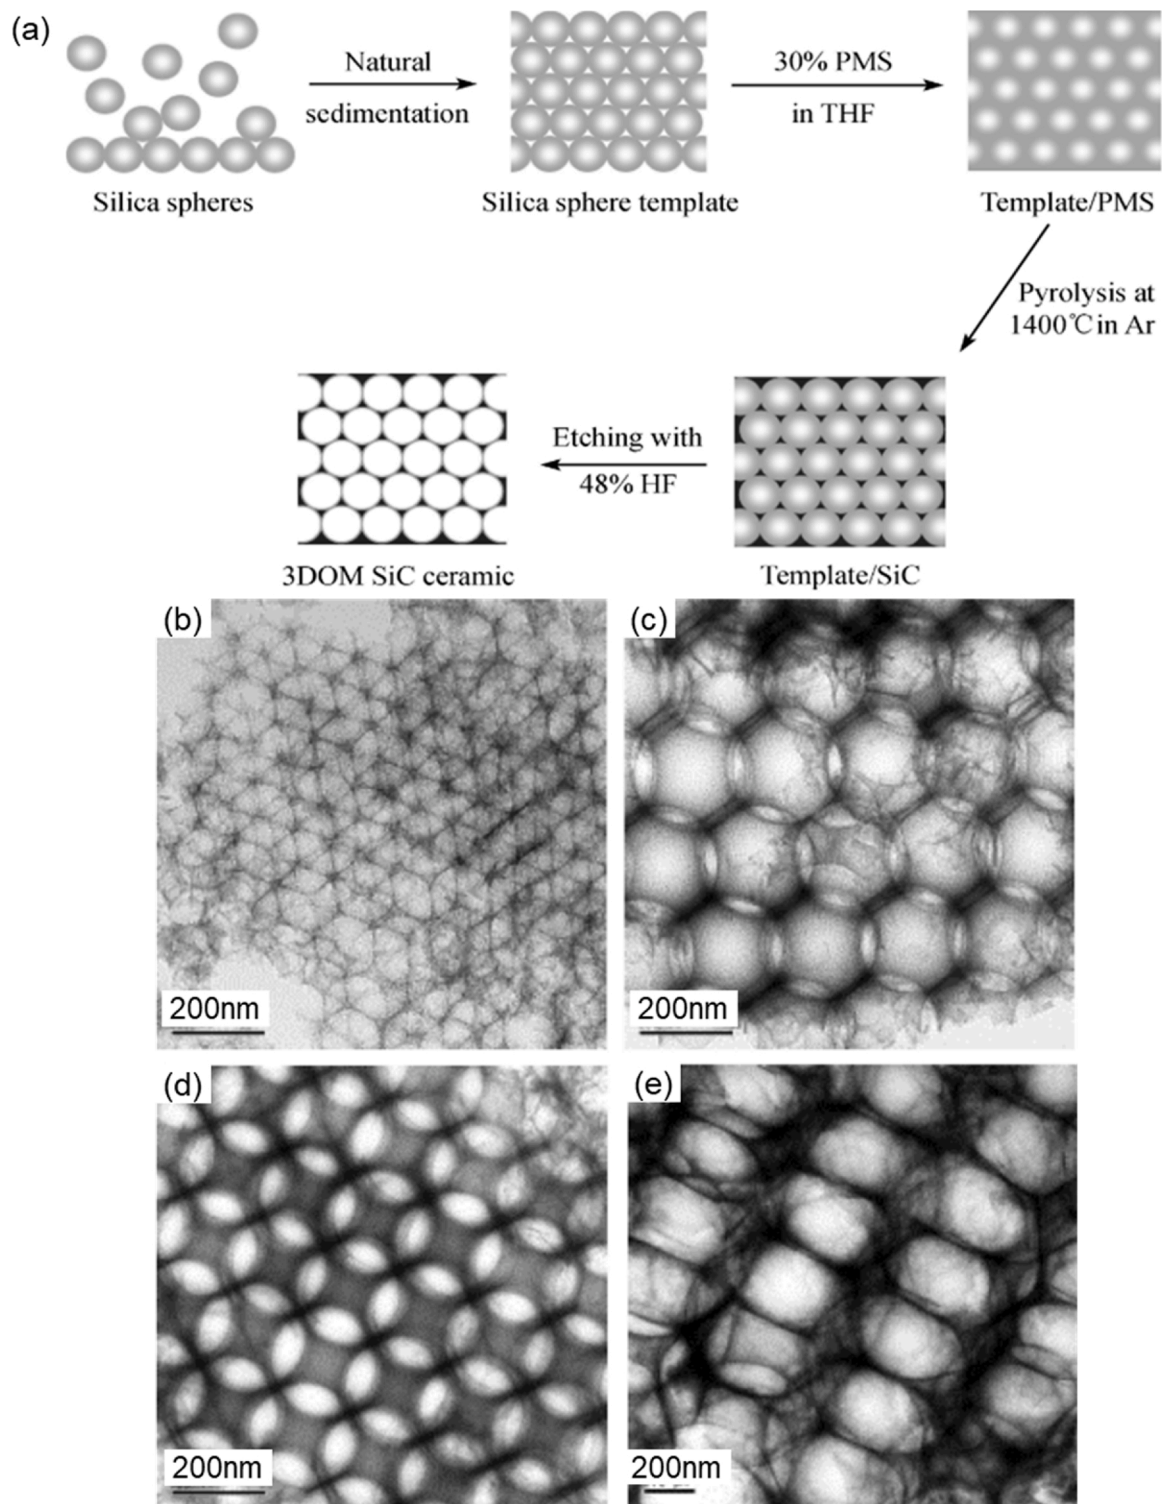 (a)
Natural
sedimentation
30% PMS
in THF
Silica spheres
Silica sphere template
Template/PMS
Pyrolysis at
1400℃ in Ar
Etching with
48% HF
3DOM SiC ceramic
Template/SiC
(b)
(c)
200nm
200nm
(d)
(e)
200nm
200nm